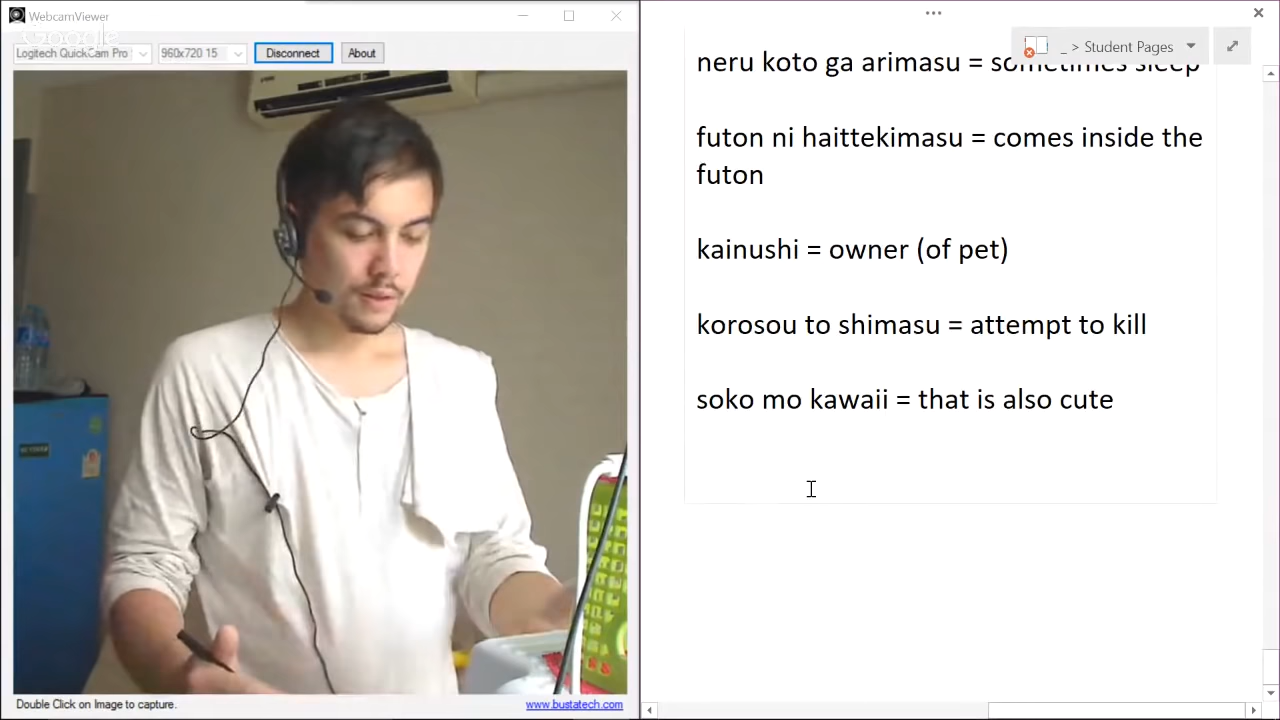 WebcamViewer
Google
Logitech QuickCam Pro
960x720 15
Disconnect
About
Double Click on Image to capture.
www.bustatech.com
_ > Student Pages
neru koto ga arimasu = sometimes sleep
futon ni haittekimasu = comes inside the
futon
kainushi = owner (of pet)
korosou to shimasu = attempt to kill
soko mo kawaii = that is also cute